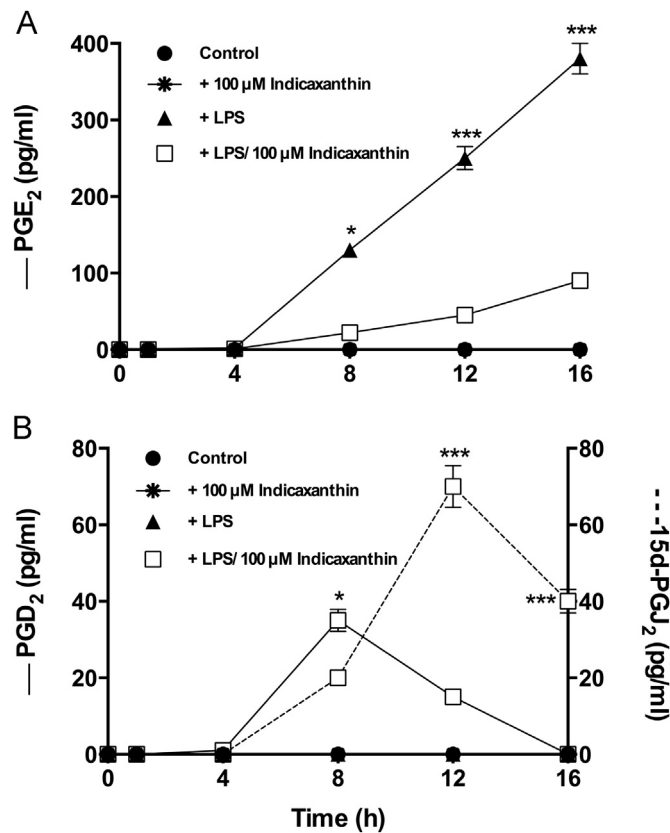 A
— PGE2 (pg/ml)
400
300
200
100
0
Control
+ 100 µM Indicaxanthin
+ LPS
+ LPS/ 100 µM Indicaxanthin
*
***
***
0 4 8 12 16
B
— PGD2 (pg/ml)
80
60
40
20
0
Control
+ 100 µM Indicaxanthin
+ LPS
+ LPS/ 100 µM Indicaxanthin
*
***
***
80
60
40
20
0
- - -15d-PGJ2 (pg/ml)
0 4 8 12 16
Time (h)